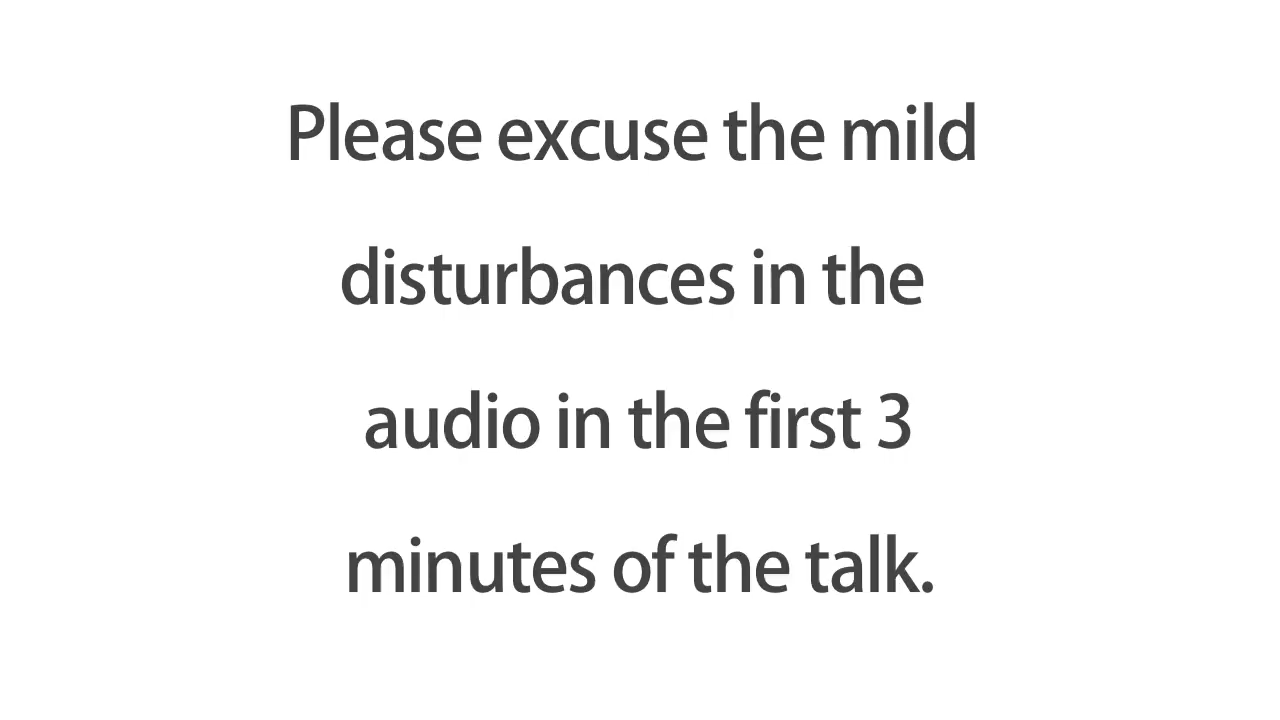 Please excuse the mild
disturbances in the
audio in the first 3
minutes of the talk.